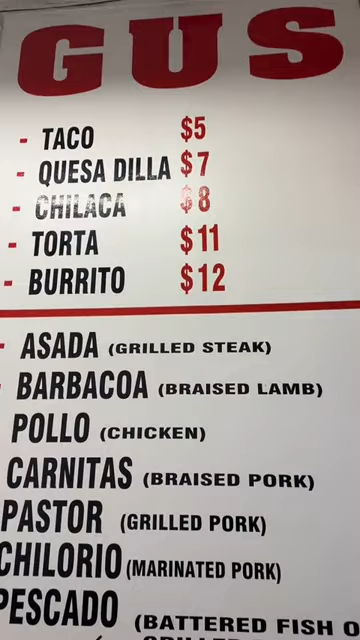 GUS
- TACO $5
- QUESA DILLA $7
- CHILACA $8
- TORTA $11
- BURRITO $12
- ASADA (GRILLED STEAK)
- BARBACOA (BRAISED LAMB)
POLLO (CHICKEN)
CARNITAS (BRAISED PORK)
PASTOR (GRILLED PORK)
CHILORIO (MARINATED PORK)
PESCADO (BATTERED FISH O